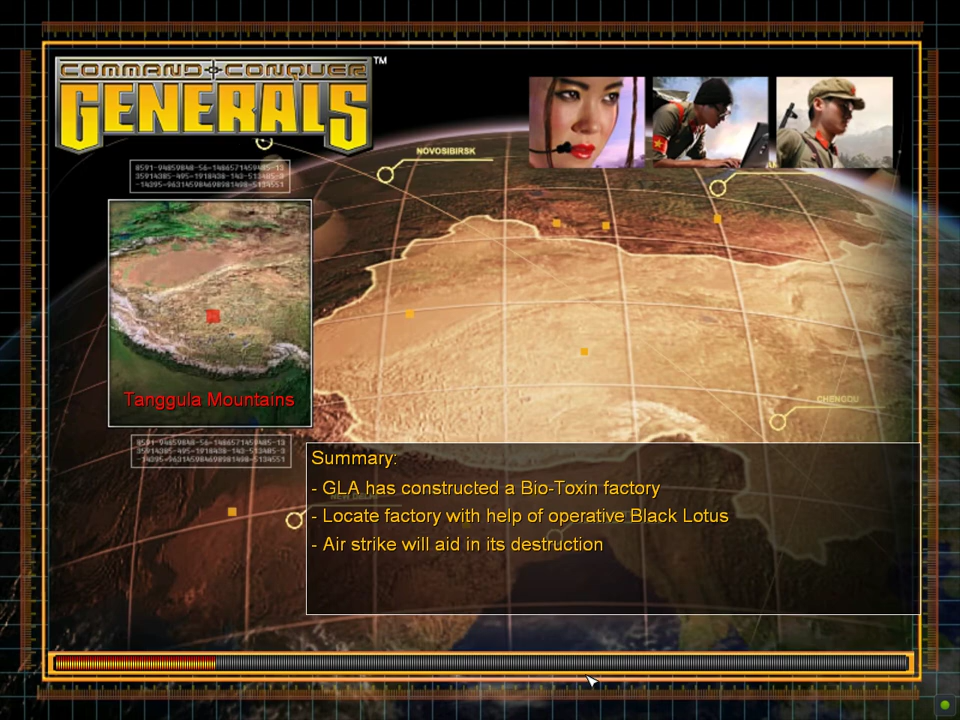 COMMAND & CONQUER™
GENERALS
NOVOSIBIRSK
Tanggula Mountains
CHENGDU
Summary:
- GLA has constructed a Bio-Toxin factory
- Locate factory with help of operative Black Lotus
- Air strike will aid in its destruction